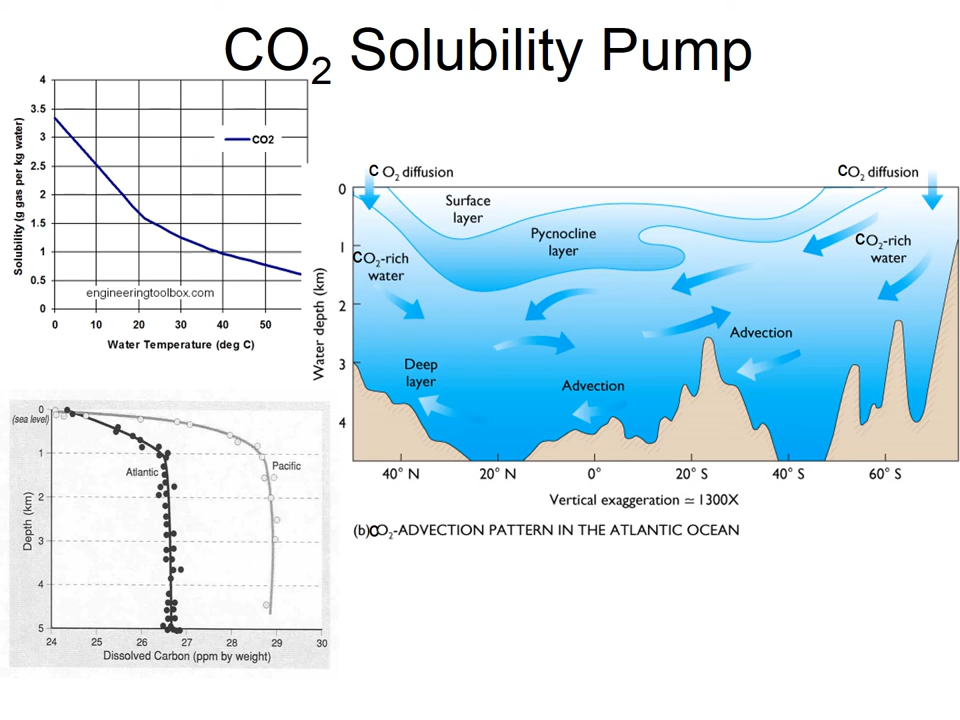 CO2 Solubility Pump
Solubility (g gas per kg water)
4
3.5
3
2.5
2
1.5
1
0.5
0
CO2
engineeringtoolbox.com
0 10 20 30 40 50
Water Temperature (deg C)
C O2 diffusion
CO2 diffusion
Water depth (km)
0
1
2
3
4
Surface
layer
Pycnocline
layer
CO2-rich
water
CO2-rich
water
Advection
Deep
layer
Advection
40° N 20° N 0° 20° S 40° S 60° S
Vertical exaggeration ≃ 1300X
(b)CO2-ADVECTION PATTERN IN THE ATLANTIC OCEAN
Depth (km)
0
(sea level)
1
2
3
4
5
Atlantic
Pacific
24 25 26 27 28 29 30
Dissolved Carbon (ppm by weight)